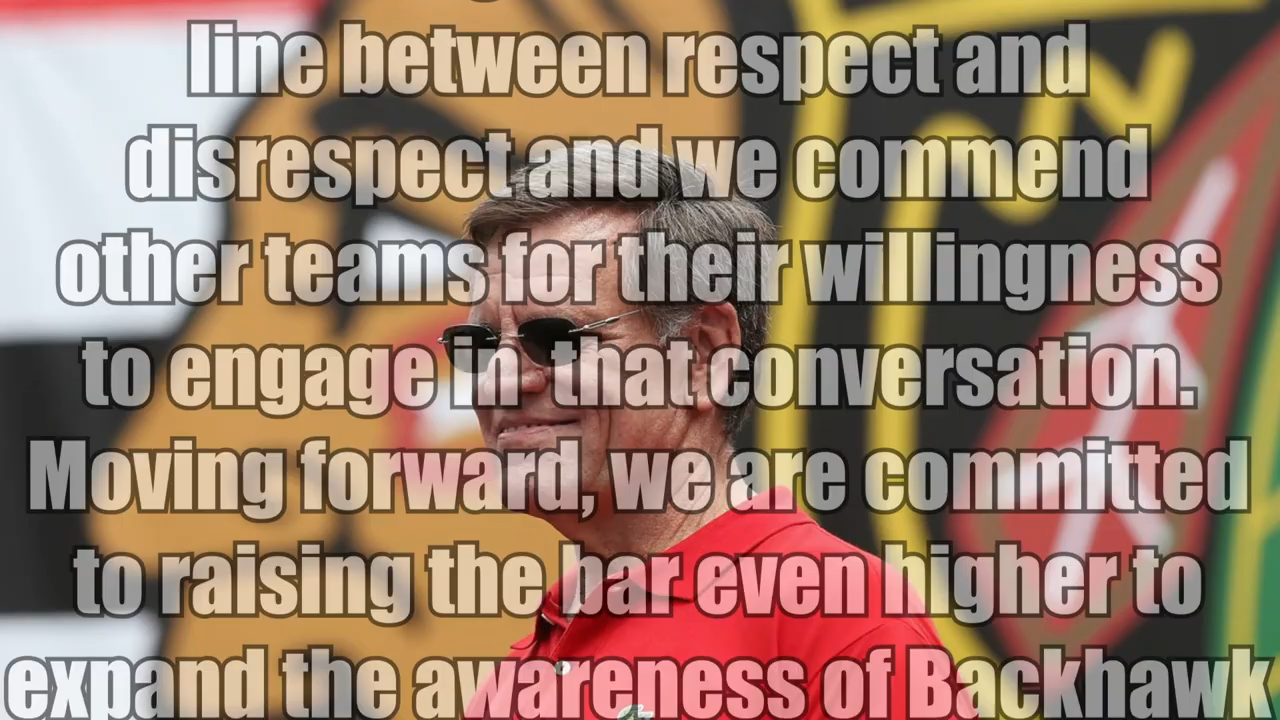 line between respect and
disrespect and we commend
other teams for their willingness
to engage in that conversation.
Moving forward, we are committed
to raising the bar even higher to
expand the awareness of Backhawk